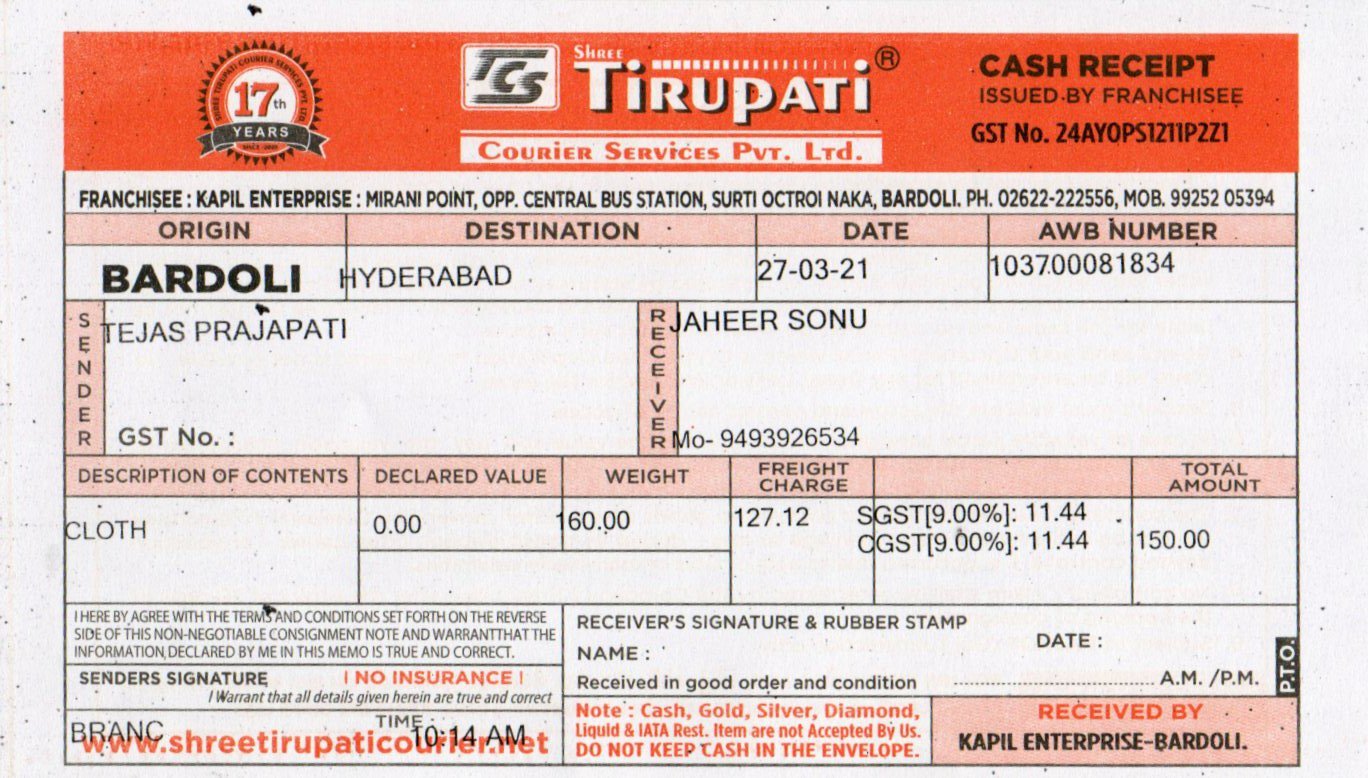 SHREE TIRUPATI COURIER SERVICES PVT. LTD.
17th
YEARS
SINCE 2003
TCS
SHREE
TIRUPATI®
COURIER SERVICES PVT. LTD.
CASH RECEIPT
ISSUED BY FRANCHISEE
GST No. 24AYOPS1211P2Z1
FRANCHISEE : KAPIL ENTERPRISE : MIRANI POINT, OPP. CENTRAL BUS STATION, SURTI OCTROI NAKA, BARDOLI. PH. 02622-222556, MOB. 99252 05394
ORIGIN DESTINATION DATE AWB NUMBER
BARDOLI HYDERABAD 27-03-21 103700081834
SENDER
TEJAS PRAJAPATI
GST No. :
RECEIVER
JAHEER SONU
Mo- 9493926534
DESCRIPTION OF CONTENTS DECLARED VALUE WEIGHT FREIGHT CHARGE TOTAL AMOUNT
CLOTH 0.00 160.00 127.12 SGST[9.00%]: 11.44
CGST[9.00%]: 11.44 150.00
I HERE BY AGREE WITH THE TERMS AND CONDITIONS SET FORTH ON THE REVERSE
SIDE OF THIS NON-NEGOTIABLE CONSIGNMENT NOTE AND WARRANTTHAT THE
INFORMATION DECLARED BY ME IN THIS MEMO IS TRUE AND CORRECT.
SENDERS SIGNATURE ! NO INSURANCE !
I Warrant that all details given herein are true and correct
BRANC TIME : 10:14 AM
www.shreetirupaticourier.net
RECEIVER'S SIGNATURE & RUBBER STAMP
NAME : DATE :
Received in good order and condition A.M. /P.M.
P.T.O.
Note : Cash, Gold, Silver, Diamond,
Liquid & IATA Rest. Item are not Accepted By Us.
DO NOT KEEP CASH IN THE ENVELOPE.
RECEIVED BY
KAPIL ENTERPRISE-BARDOLI.